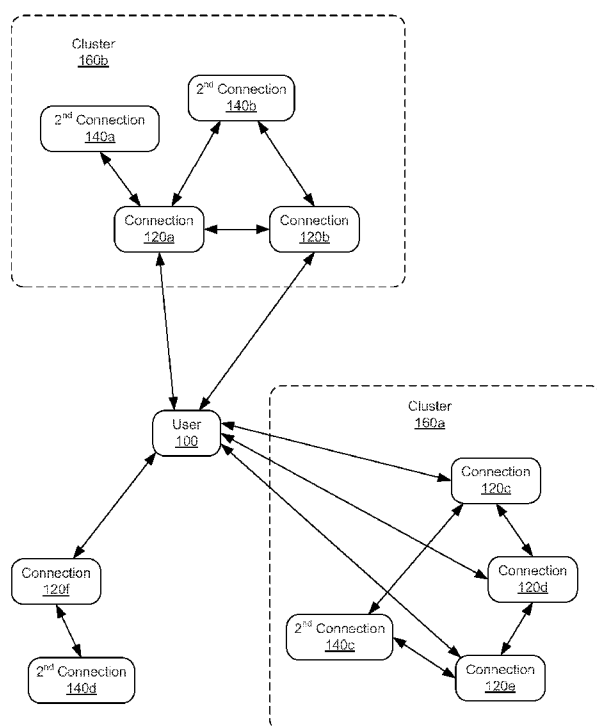 Cluster
160b
2nd Connection
140b
2nd Connection
140a
Connection
120a
Connection
120b
User
100
Cluster
160a
Connection
120c
Connection
120d
Connection
120f
2nd Connection
140c
2nd Connection
140d
Connection
120e